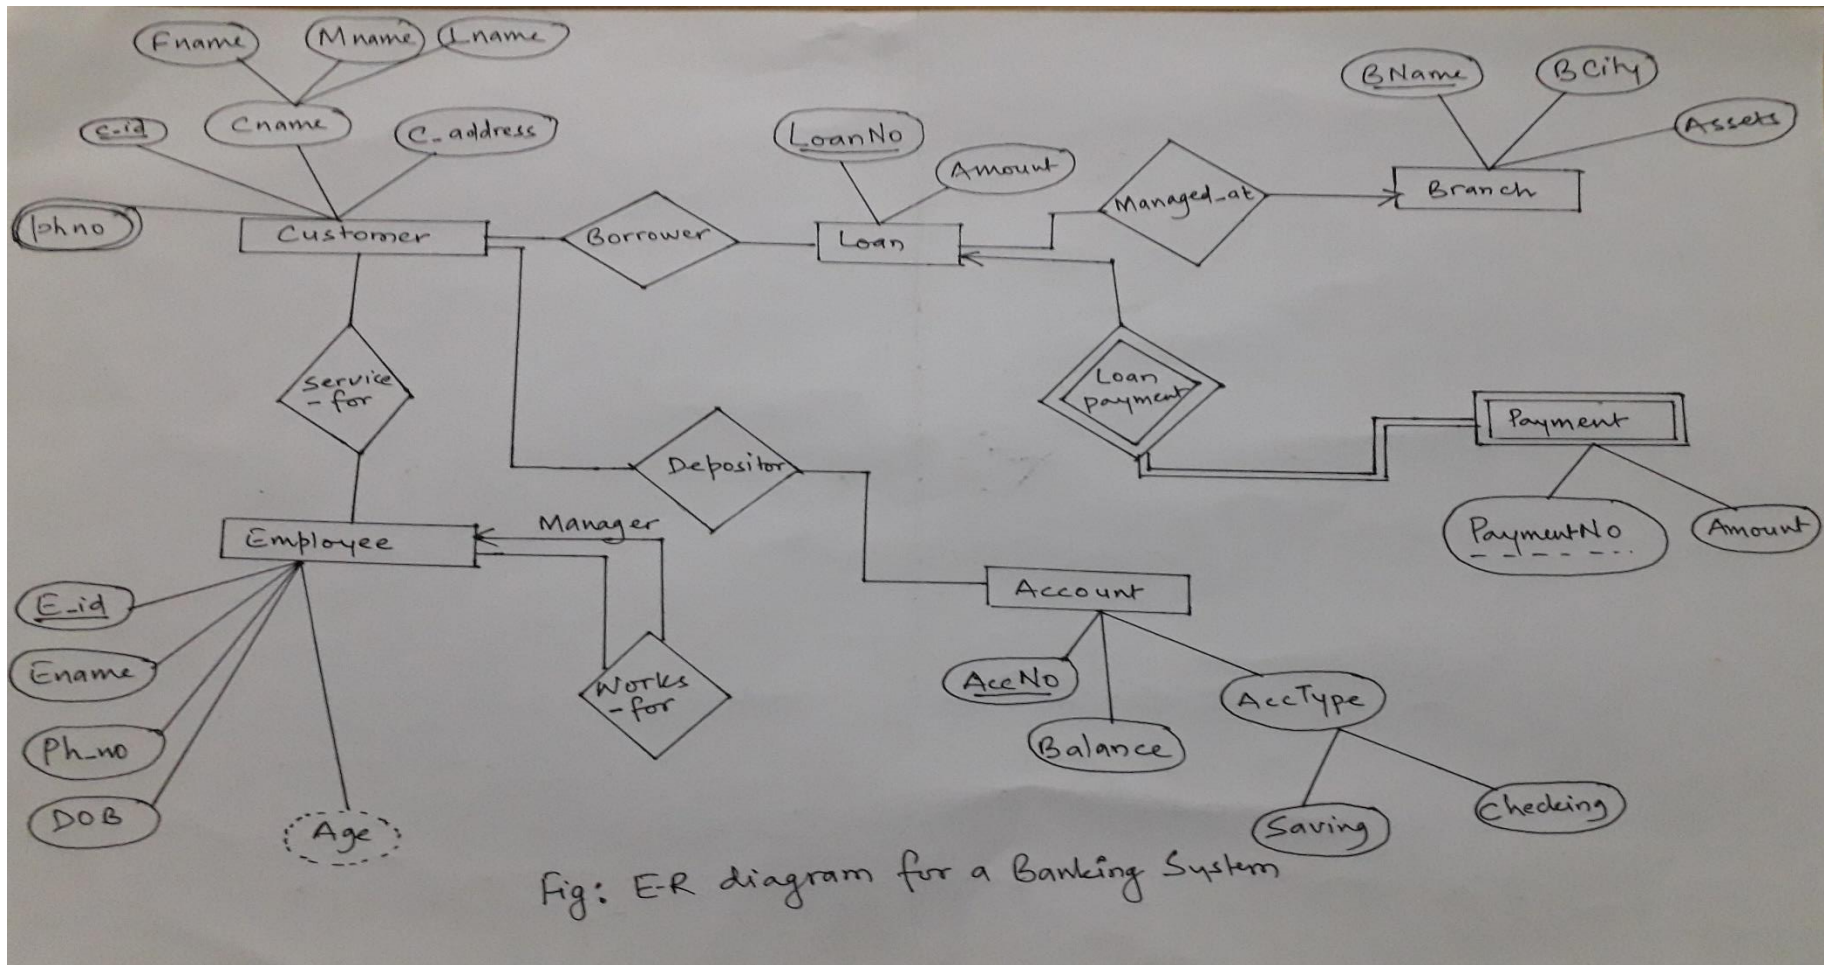 Fname
Mname
Lname
C_id
Cname
C_address
phno
Customer
Borrower
LoanNo
Amount
Loan
Managed_at
BName
BCity
Assets
Branch
Service
-for
Depositor
Loan
payment
Payment
PaymentNo
Amount
Employee
Manager
Works
-for
E_id
Ename
Ph_no
DOB
Age
Account
AccNo
Balance
AccType
Saving
Checking
Fig: E-R diagram for a Banking System